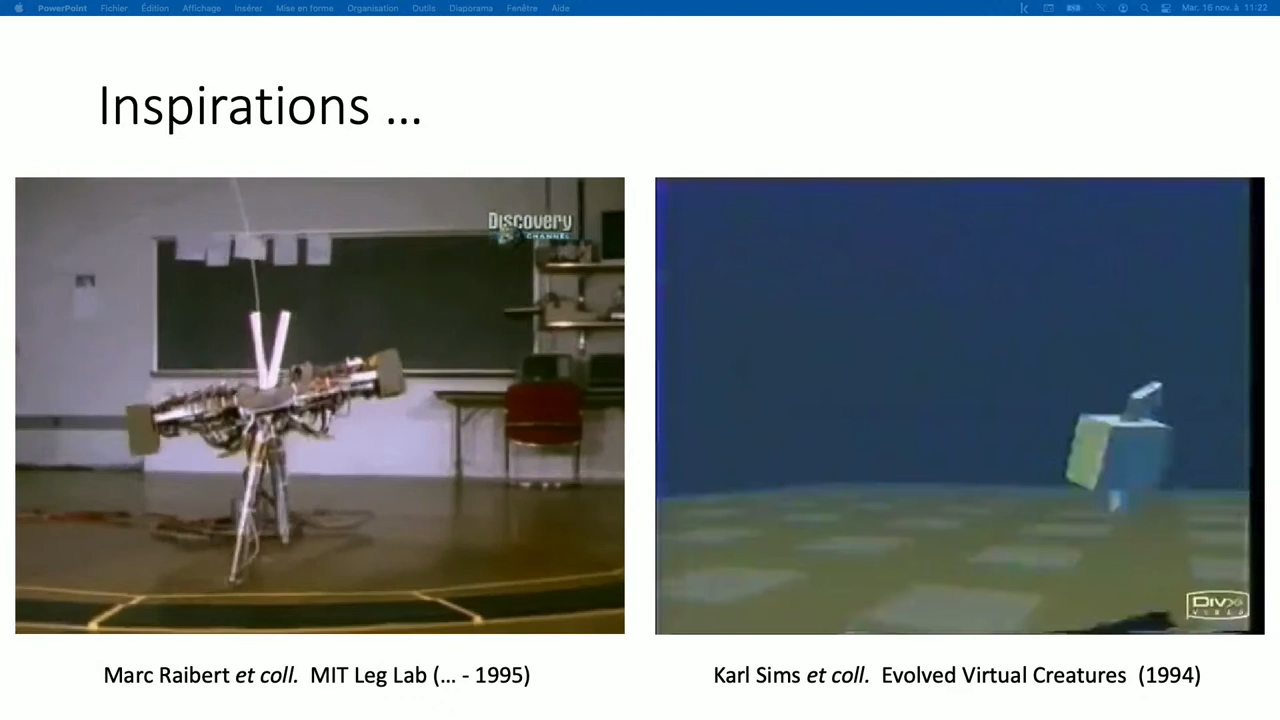 PowerPoint Fichier Édition Affichage Insérer Mise en forme Organisation Outils Diaporama Fenêtre Aide Mar. 16 nov. à 11:22
Inspirations ...
Discovery
CHANNEL
DivX
VIDEO
Marc Raibert et coll. MIT Leg Lab (... - 1995)
Karl Sims et coll. Evolved Virtual Creatures (1994)